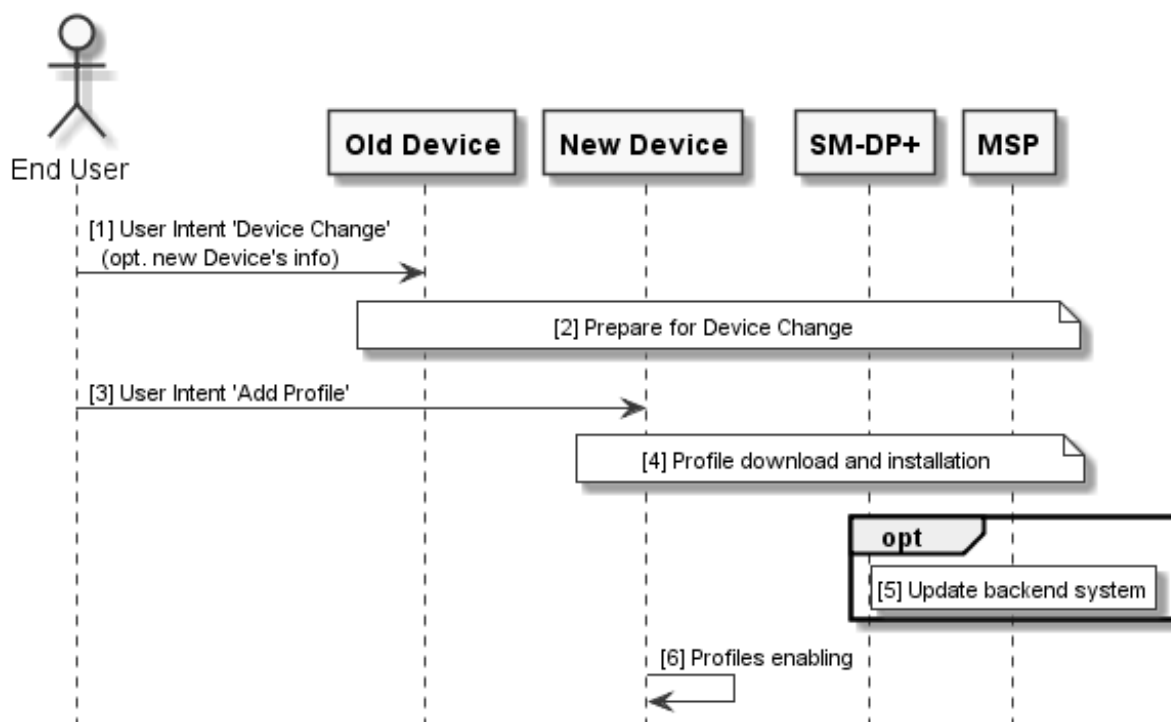 End User
Old Device
New Device
SM-DP+
MSP
[1] User Intent 'Device Change'
(opt. new Device's info)
[2] Prepare for Device Change
[3] User Intent 'Add Profile'
[4] Profile download and installation
opt
[5] Update backend system
[6] Profiles enabling